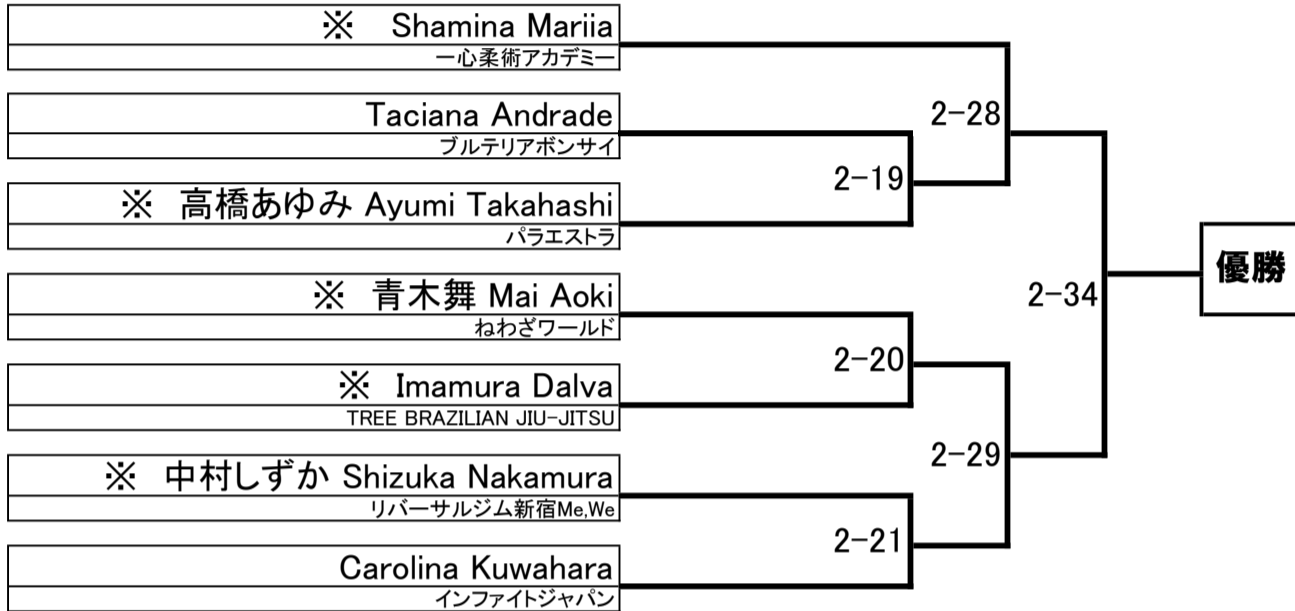 ※ Shamina Mariia
一心柔術アカデミー
Taciana Andrade
ブルテリアボンサイ
※ 高橋あゆみ Ayumi Takahashi
パラエストラ
※ 青木舞 Mai Aoki
ねわざワールド
※ Imamura Dalva
TREE BRAZILIAN JIU-JITSU
※ 中村しずか Shizuka Nakamura
リバーサルジム新宿Me,We
Carolina Kuwahara
インファイトジャパン
2-19
2-20
2-21
2-28
2-29
2-34
優勝